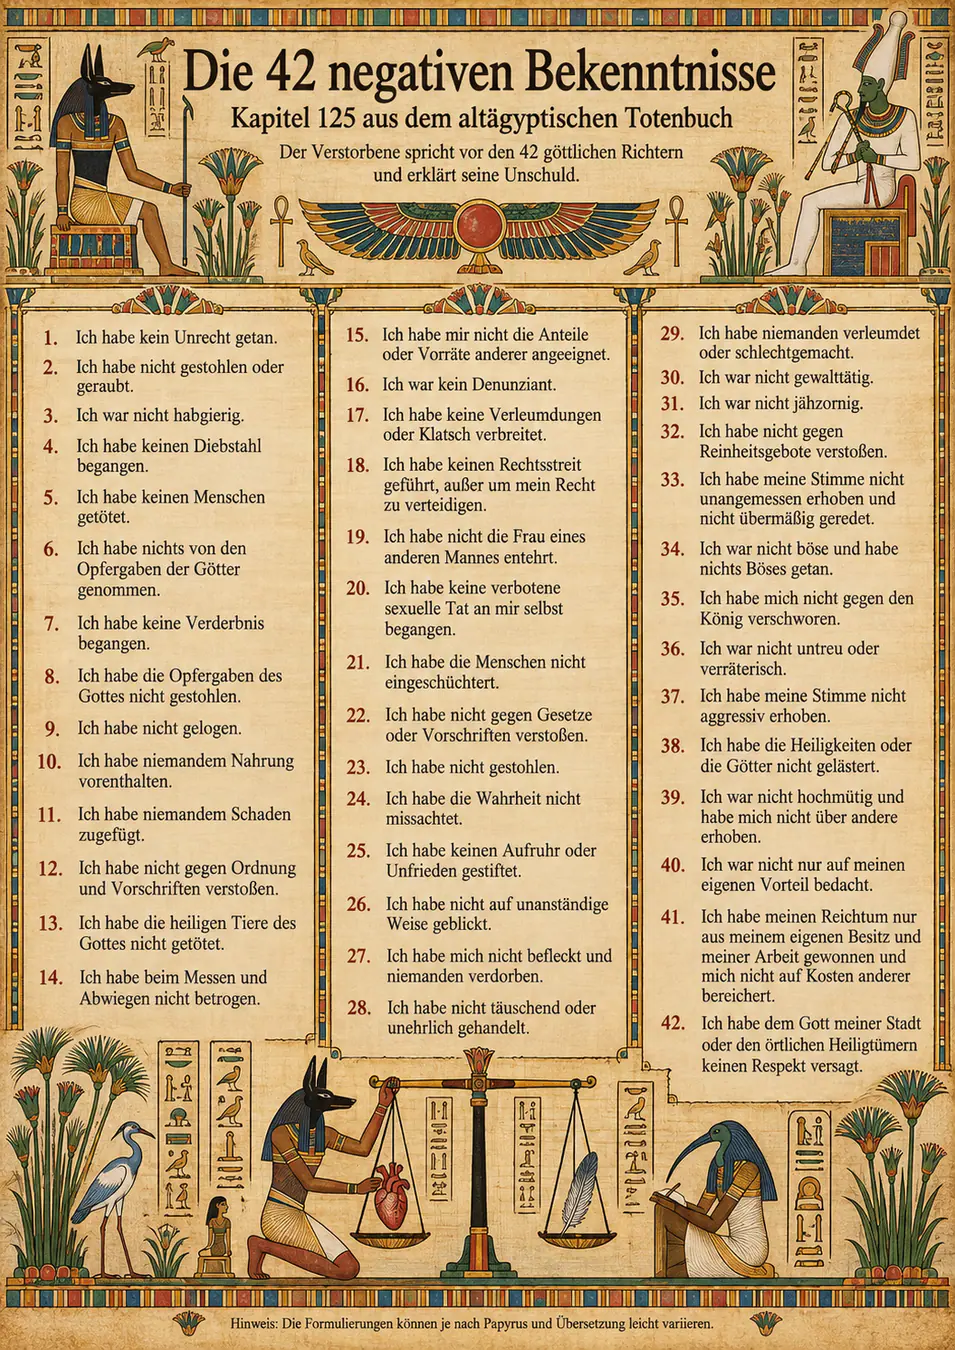 Die 42 negativen Bekenntnisse
Kapitel 125 aus dem altägyptischen Totenbuch
Der Verstorbene spricht vor den 42 göttlichen Richtern
und erklärt seine Unschuld.
1. Ich habe kein Unrecht getan.
2. Ich habe nicht gestohlen oder
geraubt.
3. Ich war nicht habgierig.
4. Ich habe keinen Diebstahl
begangen.
5. Ich habe keinen Menschen
getötet.
6. Ich habe nichts von den
Opfergaben der Götter
genommen.
7. Ich habe keine Verderbnis
begangen.
8. Ich habe die Opfergaben des
Gottes nicht gestohlen.
9. Ich habe nicht gelogen.
10. Ich habe niemandem Nahrung
vorenthalten.
11. Ich habe niemandem Schaden
zugefügt.
12. Ich habe nicht gegen Ordnung
und Vorschriften verstoßen.
13. Ich habe die heiligen Tiere des
Gottes nicht getötet.
14. Ich habe beim Messen und
Abwiegen nicht betrogen.
15. Ich habe mir nicht die Anteile
oder Vorräte anderer angeeignet.
16. Ich war kein Denunziant.
17. Ich habe keine Verleumdungen
oder Klatsch verbreitet.
18. Ich habe keinen Rechtsstreit
geführt, außer um mein Recht
zu verteidigen.
19. Ich habe nicht die Frau eines
anderen Mannes entehrt.
20. Ich habe keine verbotene
sexuelle Tat an mir selbst
begangen.
21. Ich habe die Menschen nicht
eingeschüchtert.
22. Ich habe nicht gegen Gesetze
oder Vorschriften verstoßen.
23. Ich habe nicht gestohlen.
24. Ich habe die Wahrheit nicht
missachtet.
25. Ich habe keinen Aufruhr oder
Unfrieden gestiftet.
26. Ich habe nicht auf unanständige
Weise geblickt.
27. Ich habe mich nicht befleckt und
niemanden verdorben.
28. Ich habe nicht täuschend oder
unehrlich gehandelt.
29. Ich habe niemanden verleumdet
oder schlechtgemacht.
30. Ich war nicht gewalttätig.
31. Ich war nicht jähzornig.
32. Ich habe nicht gegen
Reinheitsgebote verstoßen.
33. Ich habe meine Stimme nicht
unangemessen erhoben und
nicht übermäßig geredet.
34. Ich war nicht böse und habe
nichts Böses getan.
35. Ich habe mich nicht gegen den
König verschworen.
36. Ich war nicht untreu oder
verräterisch.
37. Ich habe meine Stimme nicht
aggressiv erhoben.
38. Ich habe die Heiligkeiten oder
die Götter nicht gelästert.
39. Ich war nicht hochmütig und
habe mich nicht über andere
erhoben.
40. Ich war nicht nur auf meinen
eigenen Vorteil bedacht.
41. Ich habe meinen Reichtum nur
aus meinem eigenen Besitz und
meiner Arbeit gewonnen und
mich nicht auf Kosten anderer
bereichert.
42. Ich habe dem Gott meiner Stadt
oder den örtlichen Heiligtümern
keinen Respekt versagt.
Hinweis: Die Formulierungen können je nach Papyrus und Übersetzung leicht variieren.